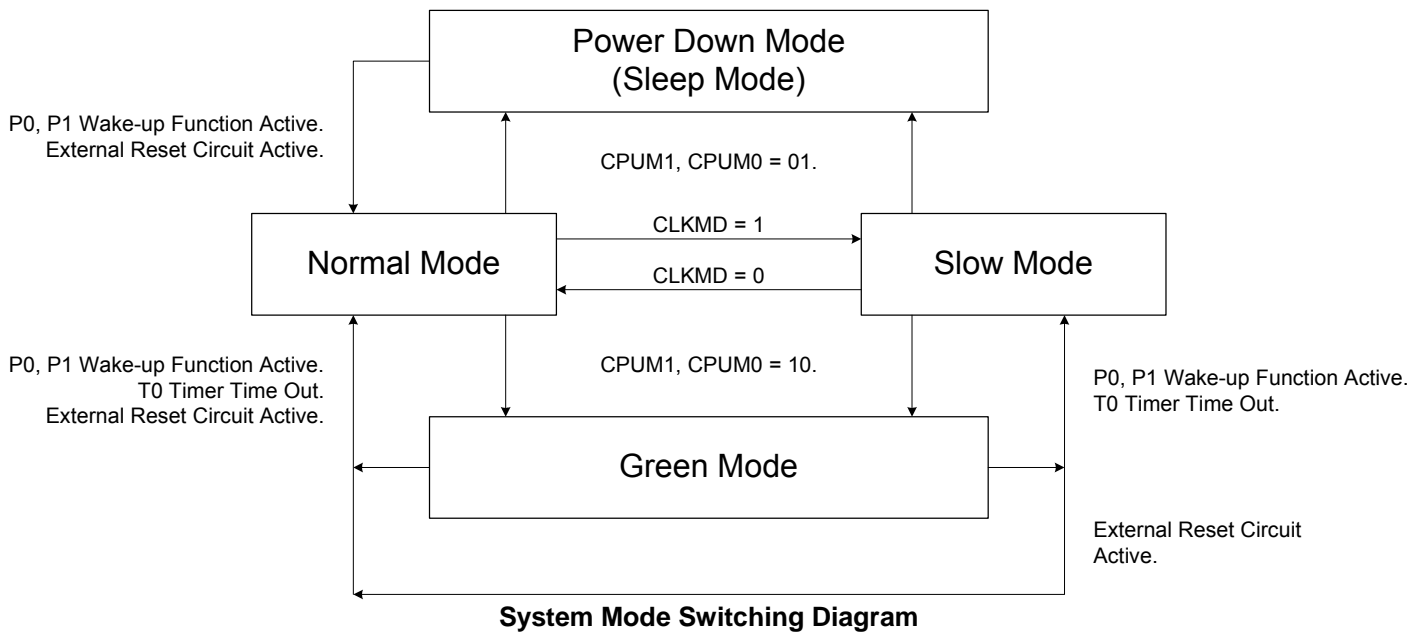 Power Down Mode
(Sleep Mode)
P0, P1 Wake-up Function Active.
External Reset Circuit Active.
CPUM1, CPUM0 = 01.
CLKMD = 1
Normal Mode
Slow Mode
CLKMD = 0
P0, P1 Wake-up Function Active.
T0 Timer Time Out.
External Reset Circuit Active.
CPUM1, CPUM0 = 10.
P0, P1 Wake-up Function Active.
T0 Timer Time Out.
Green Mode
External Reset Circuit
Active.
System Mode Switching Diagram